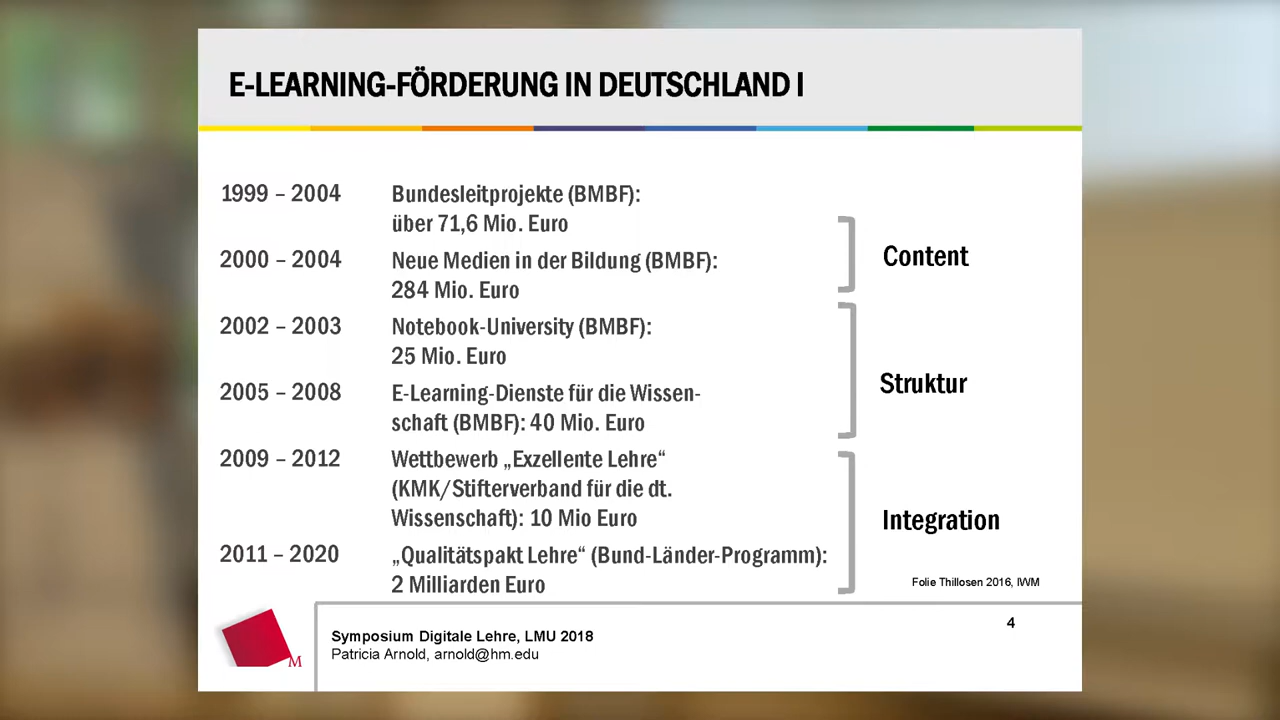 E-LEARNING-FÖRDERUNG IN DEUTSCHLAND I
1999 – 2004 Bundesleitprojekte (BMBF):
über 71,6 Mio. Euro
2000 – 2004 Neue Medien in der Bildung (BMBF):
284 Mio. Euro
Content
2002 – 2003 Notebook-University (BMBF):
25 Mio. Euro
2005 – 2008 E-Learning-Dienste für die Wissen-
schaft (BMBF): 40 Mio. Euro
Struktur
2009 – 2012 Wettbewerb „Exzellente Lehre“
(KMK/Stifterverband für die dt.
Wissenschaft): 10 Mio Euro
2011 – 2020 „Qualitätspakt Lehre“ (Bund-Länder-Programm):
2 Milliarden Euro
Integration
Folie Thillosen 2016, IWM
M
Symposium Digitale Lehre, LMU 2018
Patricia Arnold, arnold@hm.edu
4